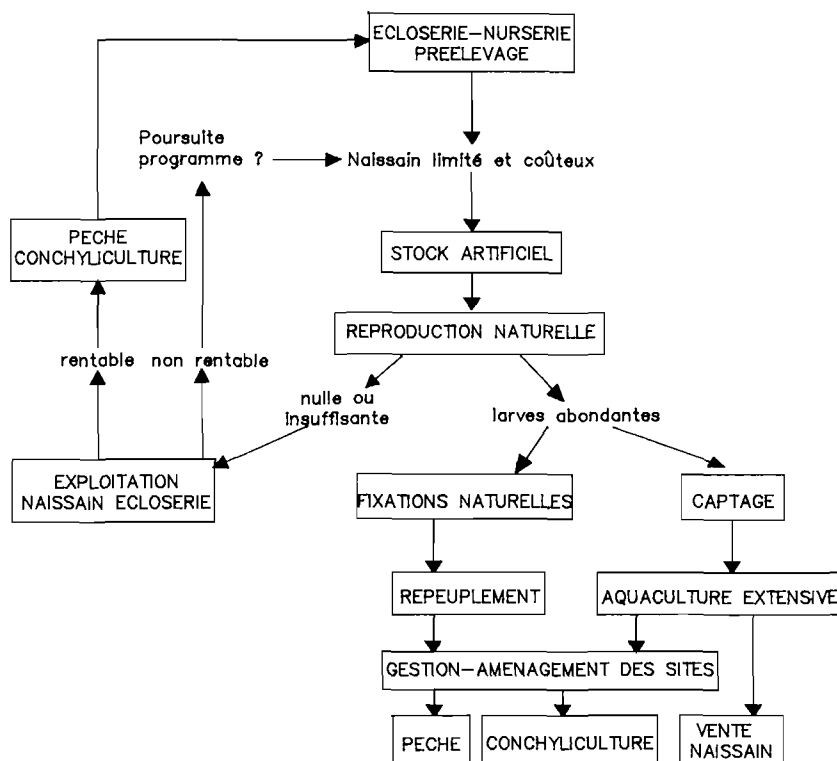 ECLOSERIE-NURSERIE
PREELEVAGE
Poursuite
programme ?
Naissain limité et coûteux
PECHE
CONCHYLICULTURE
STOCK ARTIFICIEL
REPRODUCTION NATURELLE
rentable
non rentable
nulle ou
insuffisante
larves abondantes
EXPLOITATION
NAISSAIN ECLOSERIE
FIXATIONS NATURELLES
CAPTAGE
REPEUPLEMENT
AQUACULTURE EXTENSIVE
GESTION-AMENAGEMENT DES SITES
PECHE
CONCHYLICULTURE
VENTE
NAISSAIN